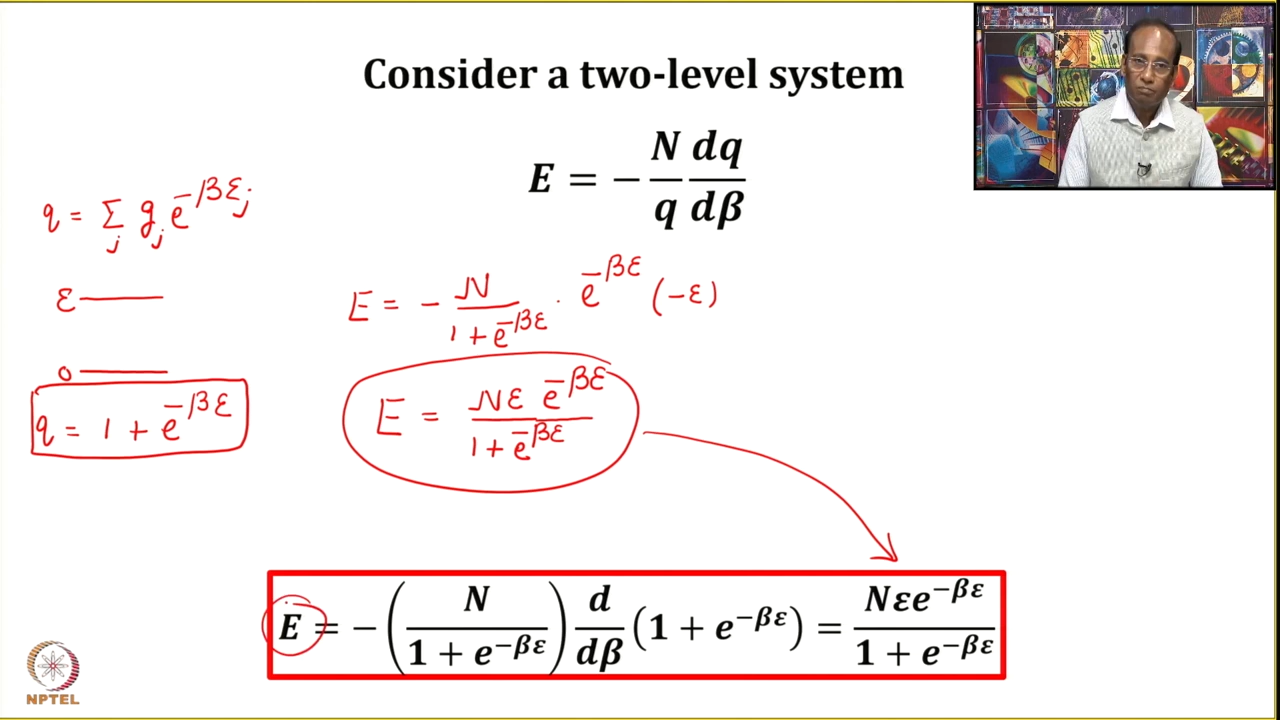 Consider a two-level system
E = −N/q dq/dβ
q = Σ_j g_j e^{−βε_j}
ε
0
q = 1 + e^{−βε}
E = − N/(1 + e^{−βε}) · e^{−βε} (−ε)
E = Nε e^{−βε}/(1 + e^{−βε})
E = −(N/(1 + e^{−βε})) d/dβ (1 + e^{−βε}) = Nεe^{−βε}/(1 + e^{−βε})
NPTEL